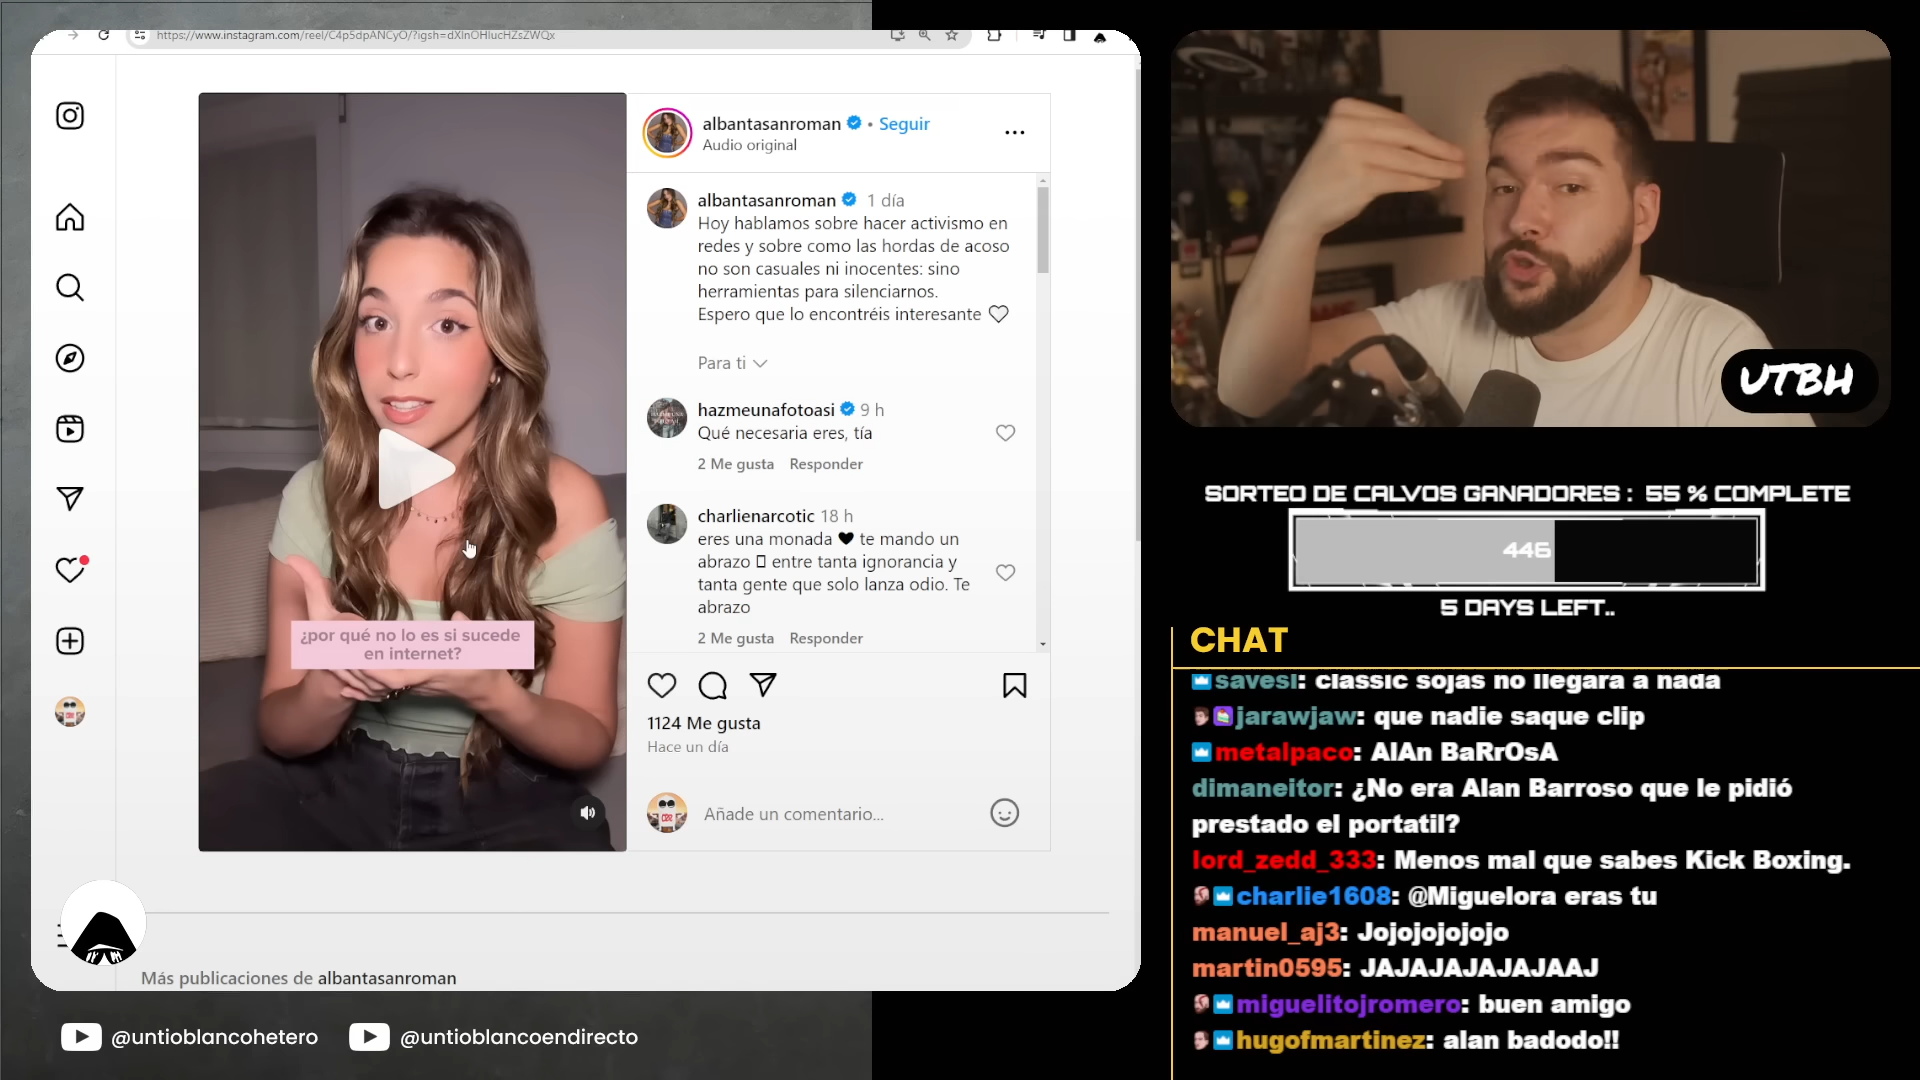 https://www.instagram.com/reel/C4p5dpANCyO/?igsh=dXlnOHlucHZsZWQx
albantasanroman • Seguir
Audio original
albantasanroman 1 día
Hoy hablamos sobre hacer activismo en
redes y sobre como las hordas de acoso
no son casuales ni inocentes: sino
herramientas para silenciarnos.
Espero que lo encontréis interesante
Para ti
hazmeunafotoasi 9 h
Qué necesaria eres, tía
2 Me gusta Responder
charlienarcotic 18 h
eres una monada 🖤 te mando un
abrazo entre tanta ignorancia y
tanta gente que solo lanza odio. Te
abrazo
2 Me gusta Responder
1124 Me gusta
Hace un día
Añade un comentario...
¿por qué no lo es si sucede
en internet?
Más publicaciones de albantasanroman
@untioblancohetero @untioblancoendirecto
UTBH
SORTEO DE CALVOS GANADORES : 55 % COMPLETE
446
5 DAYS LEFT..
CHAT
savesl: classic sojas no llegara a nada
jarawjaw: que nadie saque clip
metalpaco: AlAn BaRrOsA
dimaneitor: ¿No era Alan Barroso que le pidió
prestado el portatil?
lord_zedd_333: Menos mal que sabes Kick Boxing.
charlie1608: @Miguelora eras tu
manuel_aj3: Jojojojojojo
martin0595: JAJAJAJAJAJAAJ
miguelitojromero: buen amigo
hugofmartinez: alan badodo!!